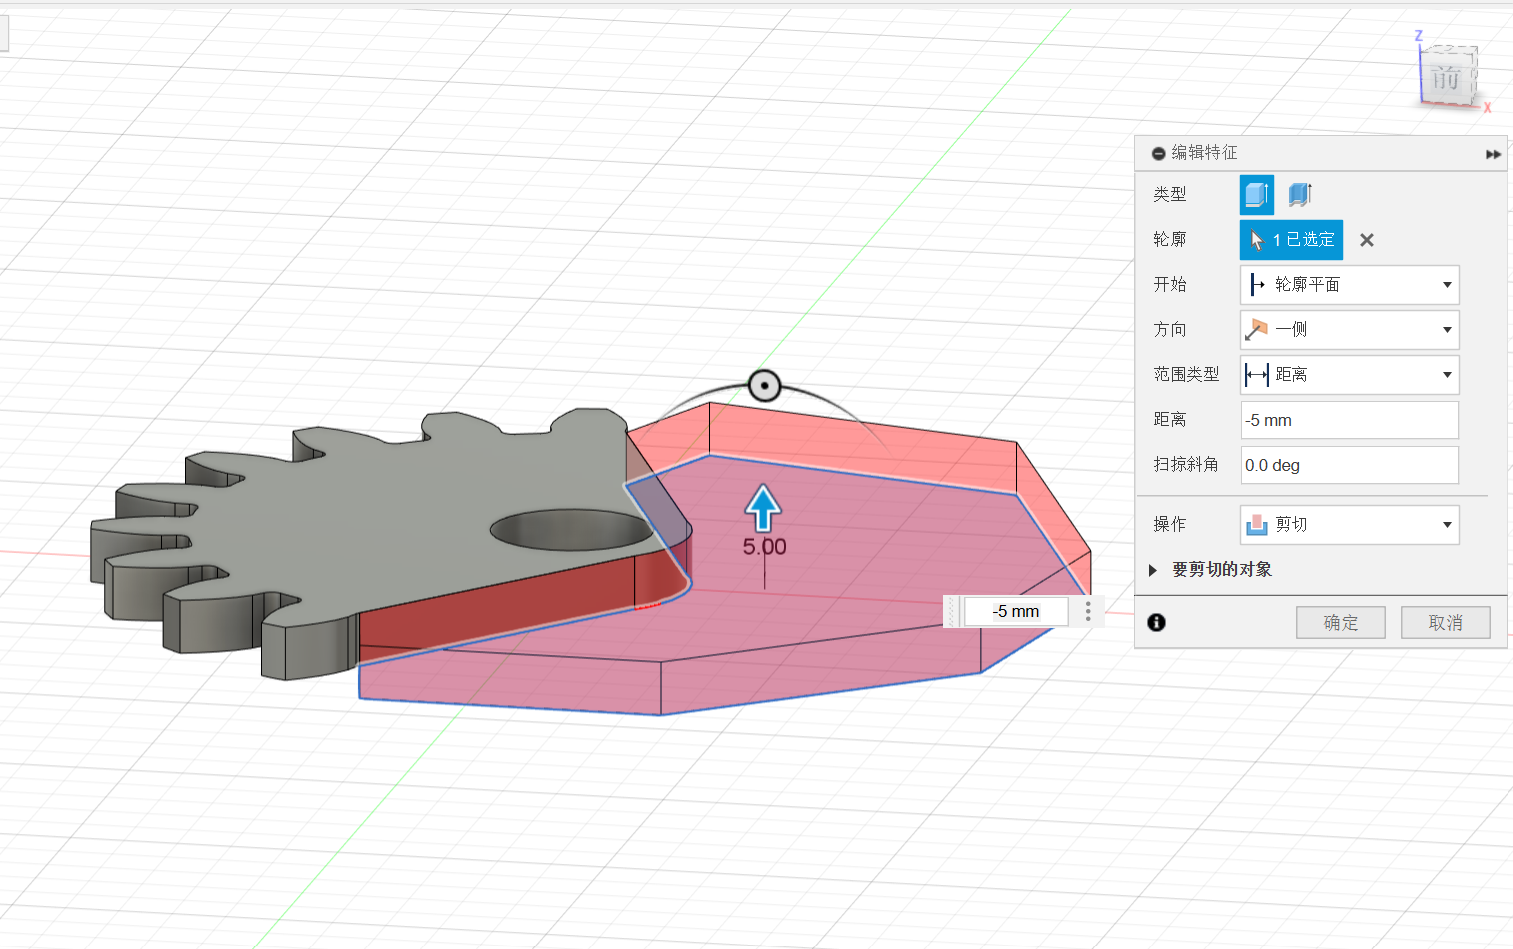 Z
前
X
编辑特征
类型
轮廓 1 已选定
开始 轮廓平面
方向 一侧
范围类型 距离
距离 -5 mm
扫掠斜角 0.0 deg
操作 剪切
要剪切的对象
确定 取消
5.00
-5 mm